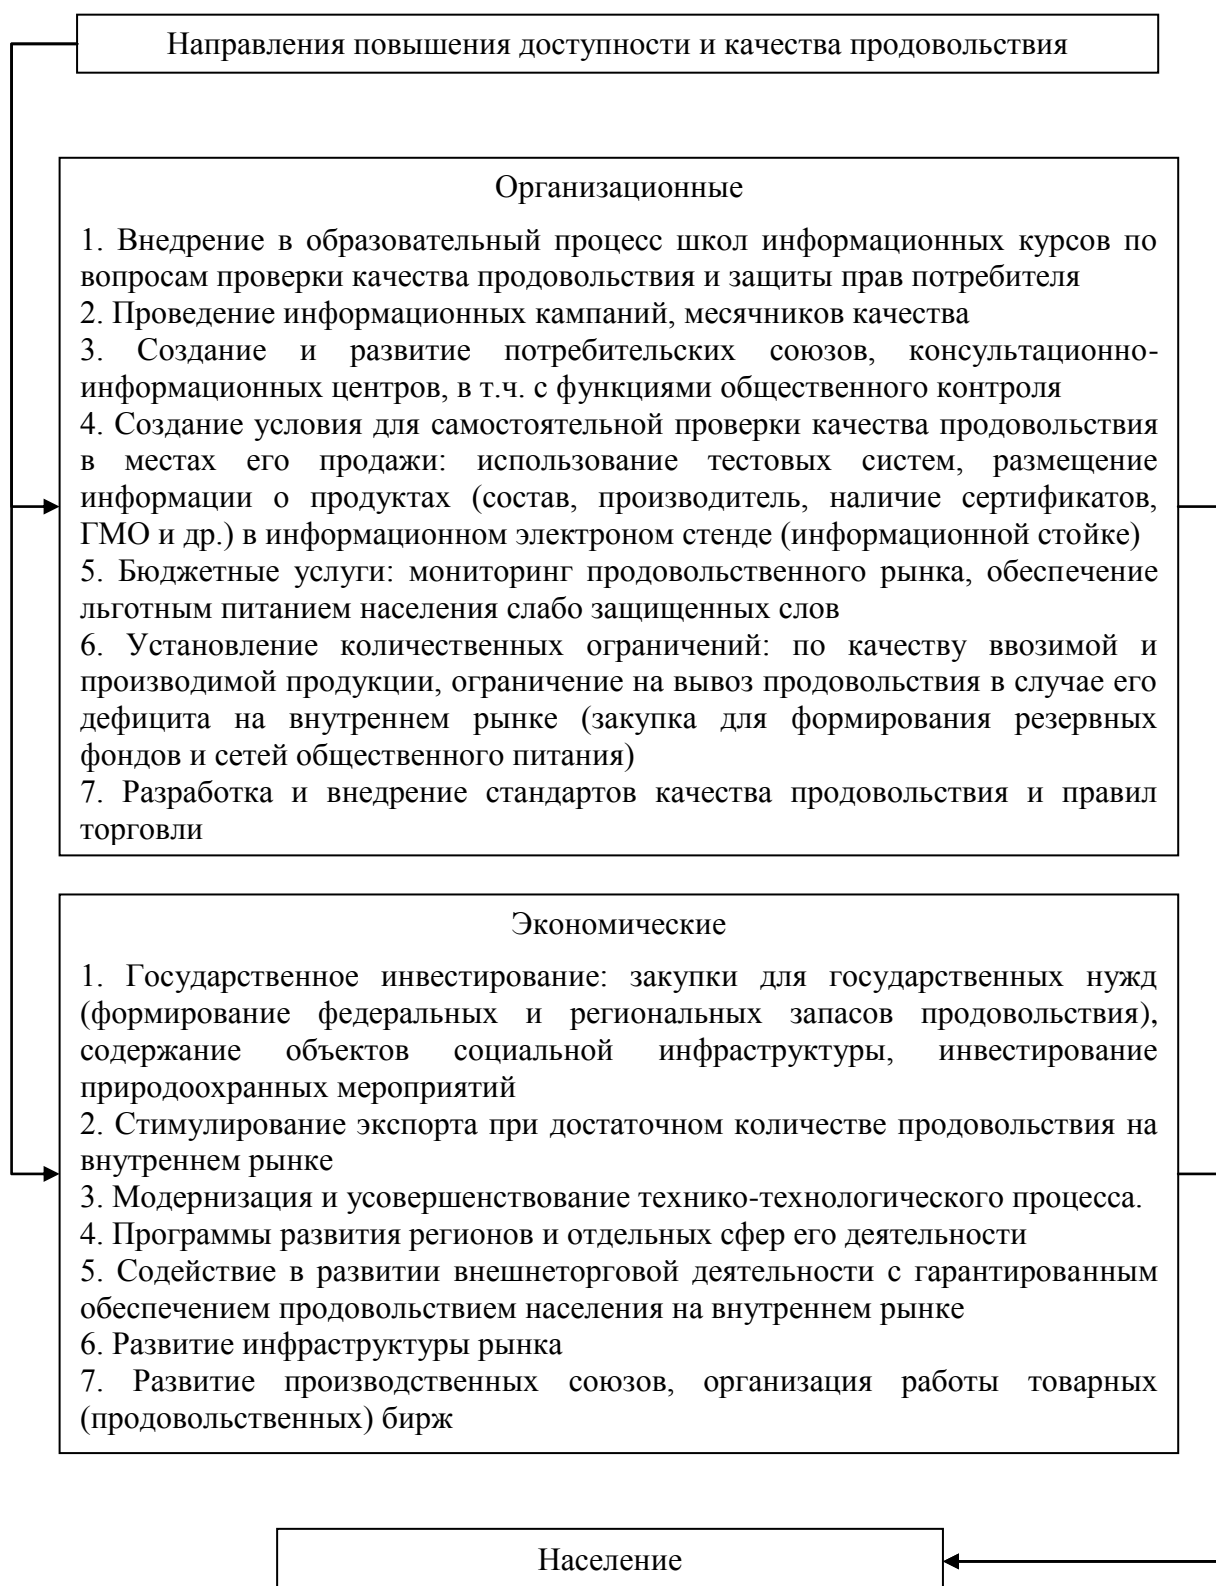 Направления повышения доступности и качества продовольствия
Организационные
1. Внедрение в образовательный процесс школ информационных курсов по
вопросам проверки качества продовольствия и защиты прав потребителя
2. Проведение информационных кампаний, месячников качества
3. Создание и развитие потребительских союзов, консультационно-
информационных центров, в т.ч. с функциями общественного контроля
4. Создание условия для самостоятельной проверки качества продовольствия
в местах его продажи: использование тестовых систем, размещение
информации о продуктах (состав, производитель, наличие сертификатов,
ГМО и др.) в информационном электроном стенде (информационной стойке)
5. Бюджетные услуги: мониторинг продовольственного рынка, обеспечение
льготным питанием населения слабо защищенных слов
6. Установление количественных ограничений: по качеству ввозимой и
производимой продукции, ограничение на вывоз продовольствия в случае его
дефицита на внутреннем рынке (закупка для формирования резервных
фондов и сетей общественного питания)
7. Разработка и внедрение стандартов качества продовольствия и правил
торговли
Экономические
1. Государственное инвестирование: закупки для государственных нужд
(формирование федеральных и региональных запасов продовольствия),
содержание объектов социальной инфраструктуры, инвестирование
природоохранных мероприятий
2. Стимулирование экспорта при достаточном количестве продовольствия на
внутреннем рынке
3. Модернизация и усовершенствование технико-технологического процесса.
4. Программы развития регионов и отдельных сфер его деятельности
5. Содействие в развитии внешнеторговой деятельности с гарантированным
обеспечением продовольствием населения на внутреннем рынке
6. Развитие инфраструктуры рынка
7. Развитие производственных союзов, организация работы товарных
(продовольственных) бирж
Население